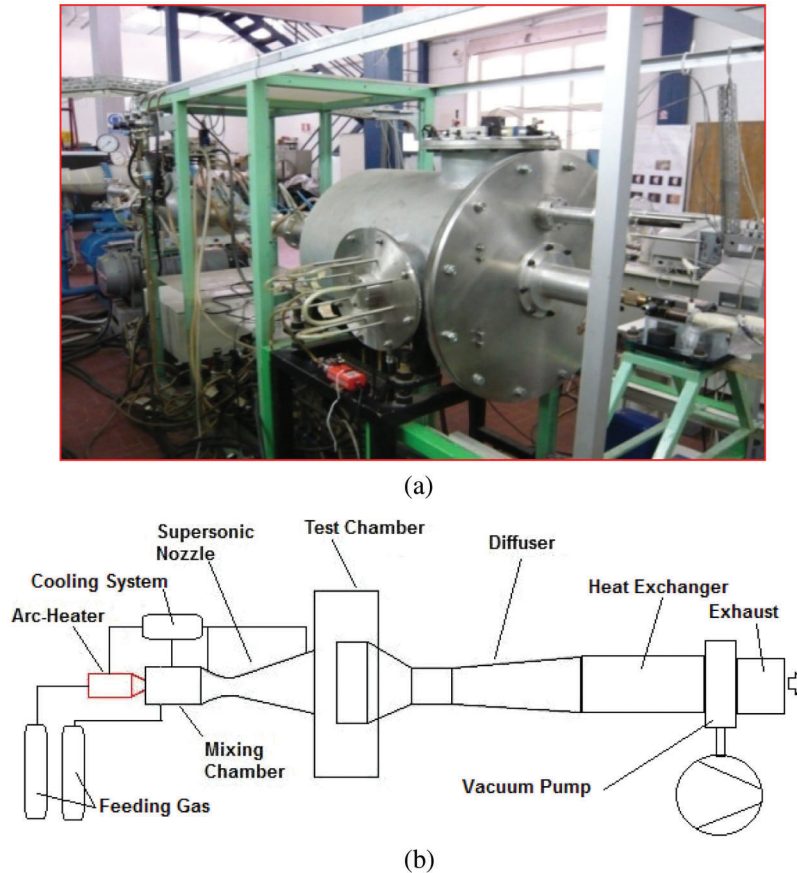 (a)
Supersonic
Nozzle
Test Chamber
Diffuser
Cooling System
Heat Exchanger
Arc-Heater
Exhaust
Mixing
Chamber
Vacuum Pump
Feeding Gas
(b)